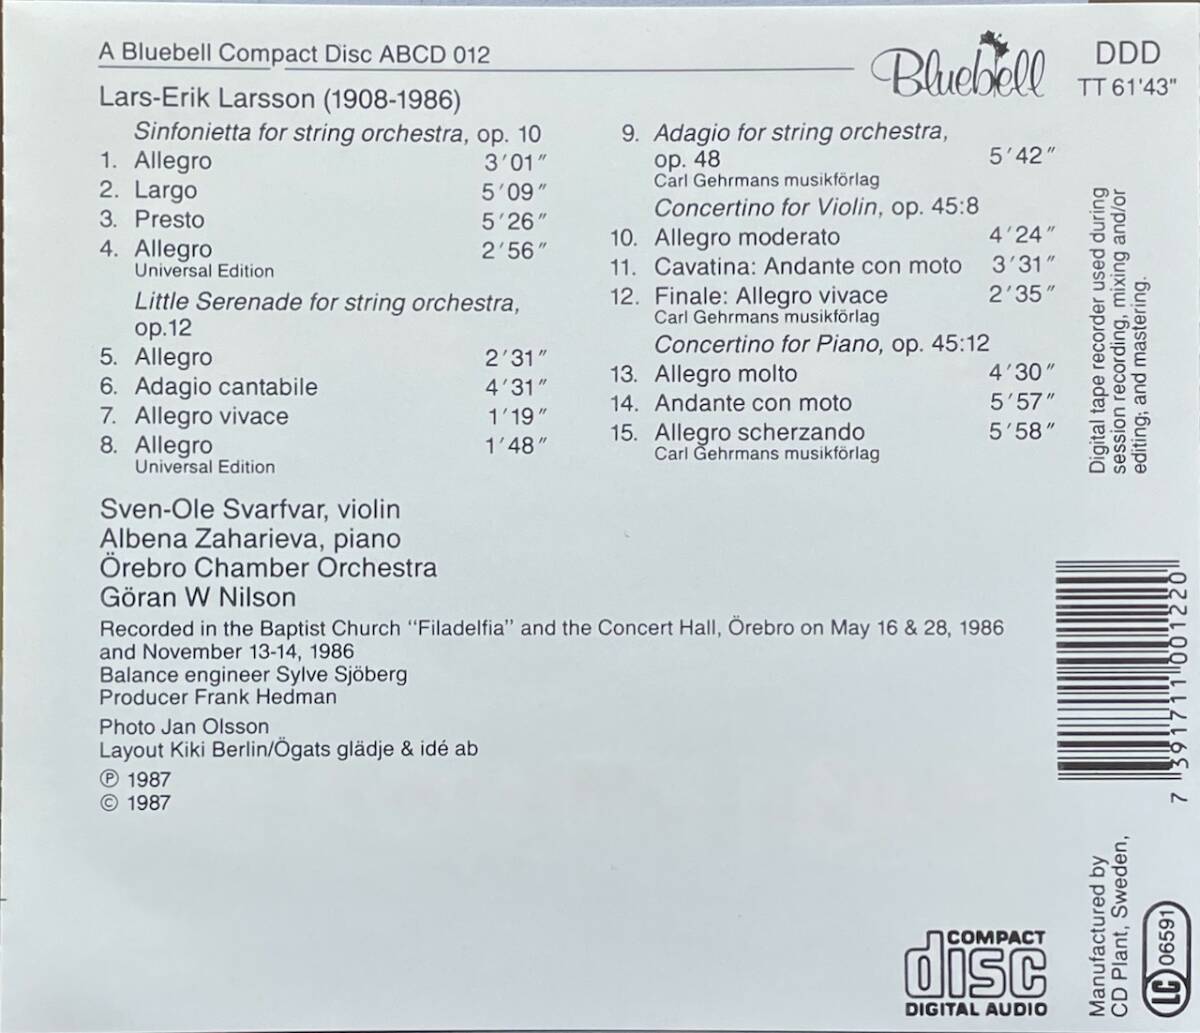 A Bluebell Compact Disc ABCD 012
Bluebell
DDD
TT 61'43"
Lars-Erik Larsson (1908-1986)
Sinfonietta for string orchestra, op. 10
1. Allegro 3'01"
2. Largo 5'09"
3. Presto 5'26"
4. Allegro 2'56"
Universal Edition
Little Serenade for string orchestra,
op.12
5. Allegro 2'31"
6. Adagio cantabile 4'31"
7. Allegro vivace 1'19"
8. Allegro 1'48"
Universal Edition
9. Adagio for string orchestra,
op. 48 5'42"
Carl Gehrmans musikförlag
Concertino for Violin, op. 45:8
10. Allegro moderato 4'24"
11. Cavatina: Andante con moto 3'31"
12. Finale: Allegro vivace 2'35"
Carl Gehrmans musikförlag
Concertino for Piano, op. 45:12
13. Allegro molto 4'30"
14. Andante con moto 5'57"
15. Allegro scherzando 5'58"
Carl Gehrmans musikförlag
Sven-Ole Svarfvar, violin
Albena Zaharieva, piano
Örebro Chamber Orchestra
Göran W Nilson
Recorded in the Baptist Church "Filadelfia" and the Concert Hall, Örebro on May 16 & 28, 1986
and November 13-14, 1986
Balance engineer Sylve Sjöberg
Producer Frank Hedman
Photo Jan Olsson
Layout Kiki Berlin/Ögats glädje & idé ab
℗ 1987
© 1987
Digital tape recorder used during
session recording, mixing and/or
editing; and mastering.
7 391711 001220
Manufactured by
CD Plant, Sweden,
LC 06591
COMPACT
disc
DIGITAL AUDIO